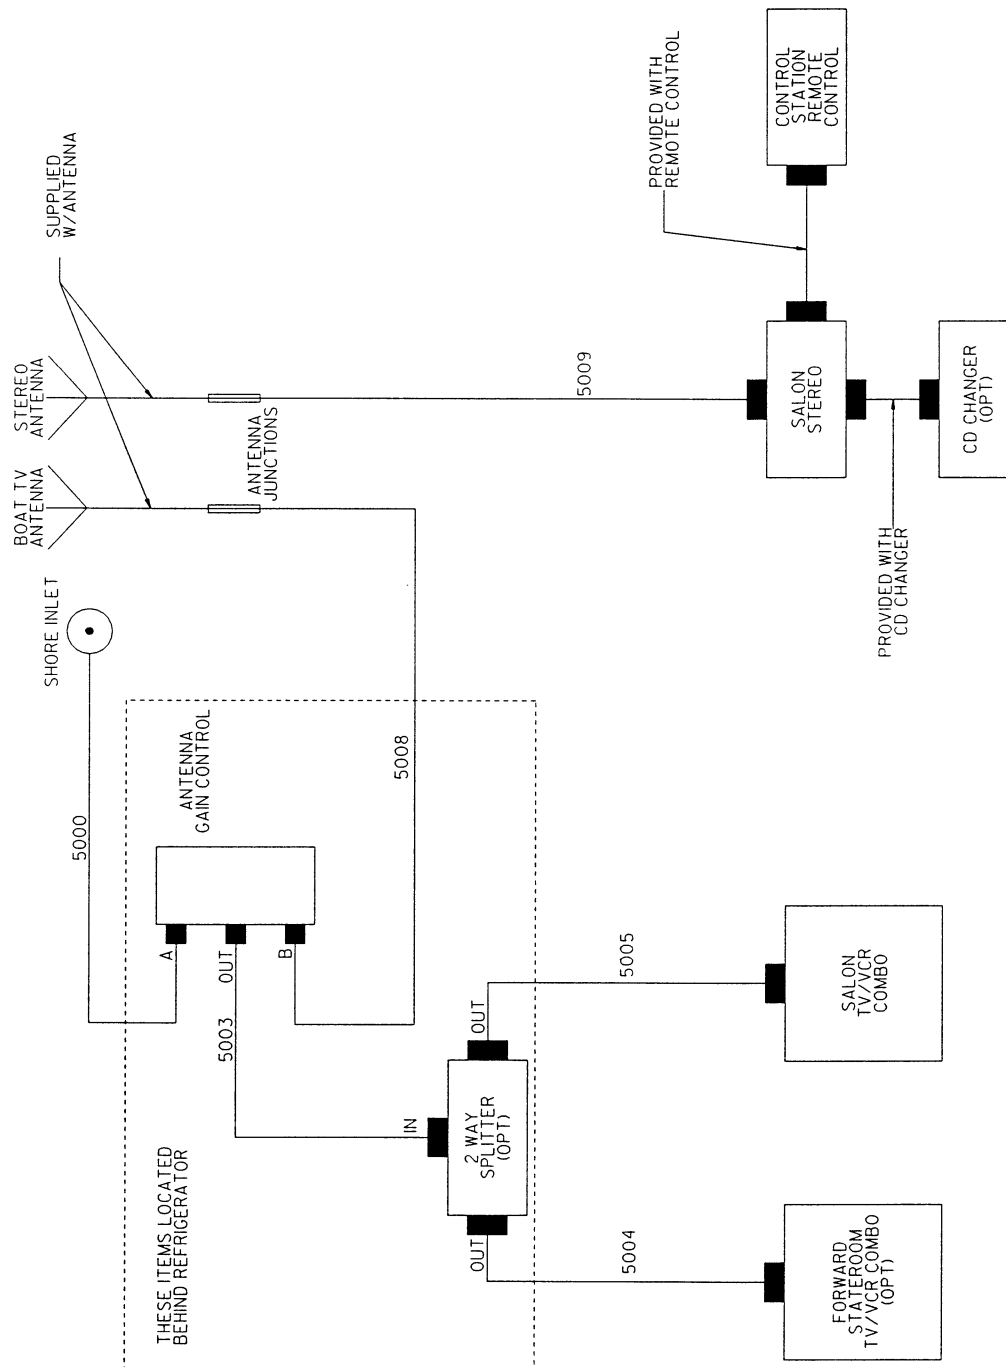 THESE ITEMS LOCATED
BEHIND REFRIGERATOR
ANTENNA
GAIN CONTROL
A
OUT
B
5000
SHORE INLET
BOAT TV
ANTENNA
STEREO
ANTENNA
SUPPLIED
W/ANTENNA
ANTENNA
JUNCTIONS
5003
5008
5009
IN
2 WAY
SPLITTER
(OPT)
OUT
OUT
5004
5005
FORWARD
STATEROOM
TV/VCR COMBO
(OPT)
SALON
TV/VCR
COMBO
PROVIDED WITH
REMOTE CONTROL
CONTROL
STATION
REMOTE
CONTROL
SALON
STEREO
PROVIDED WITH
CD CHANGER
CD CHANGER
(OPT)